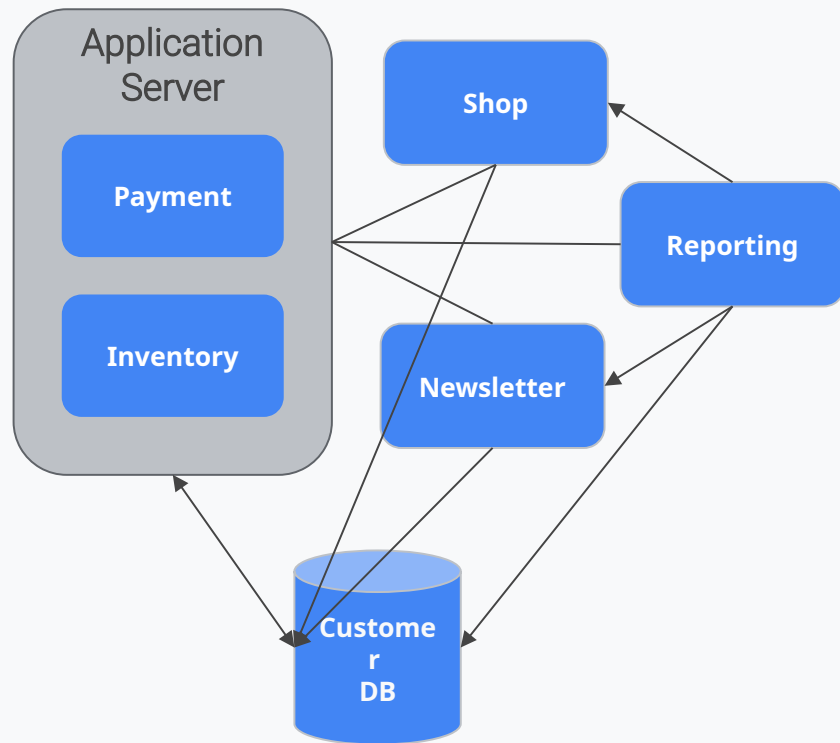 Application
Server
Payment
Inventory
Shop
Reporting
Newsletter
Custome
r
DB